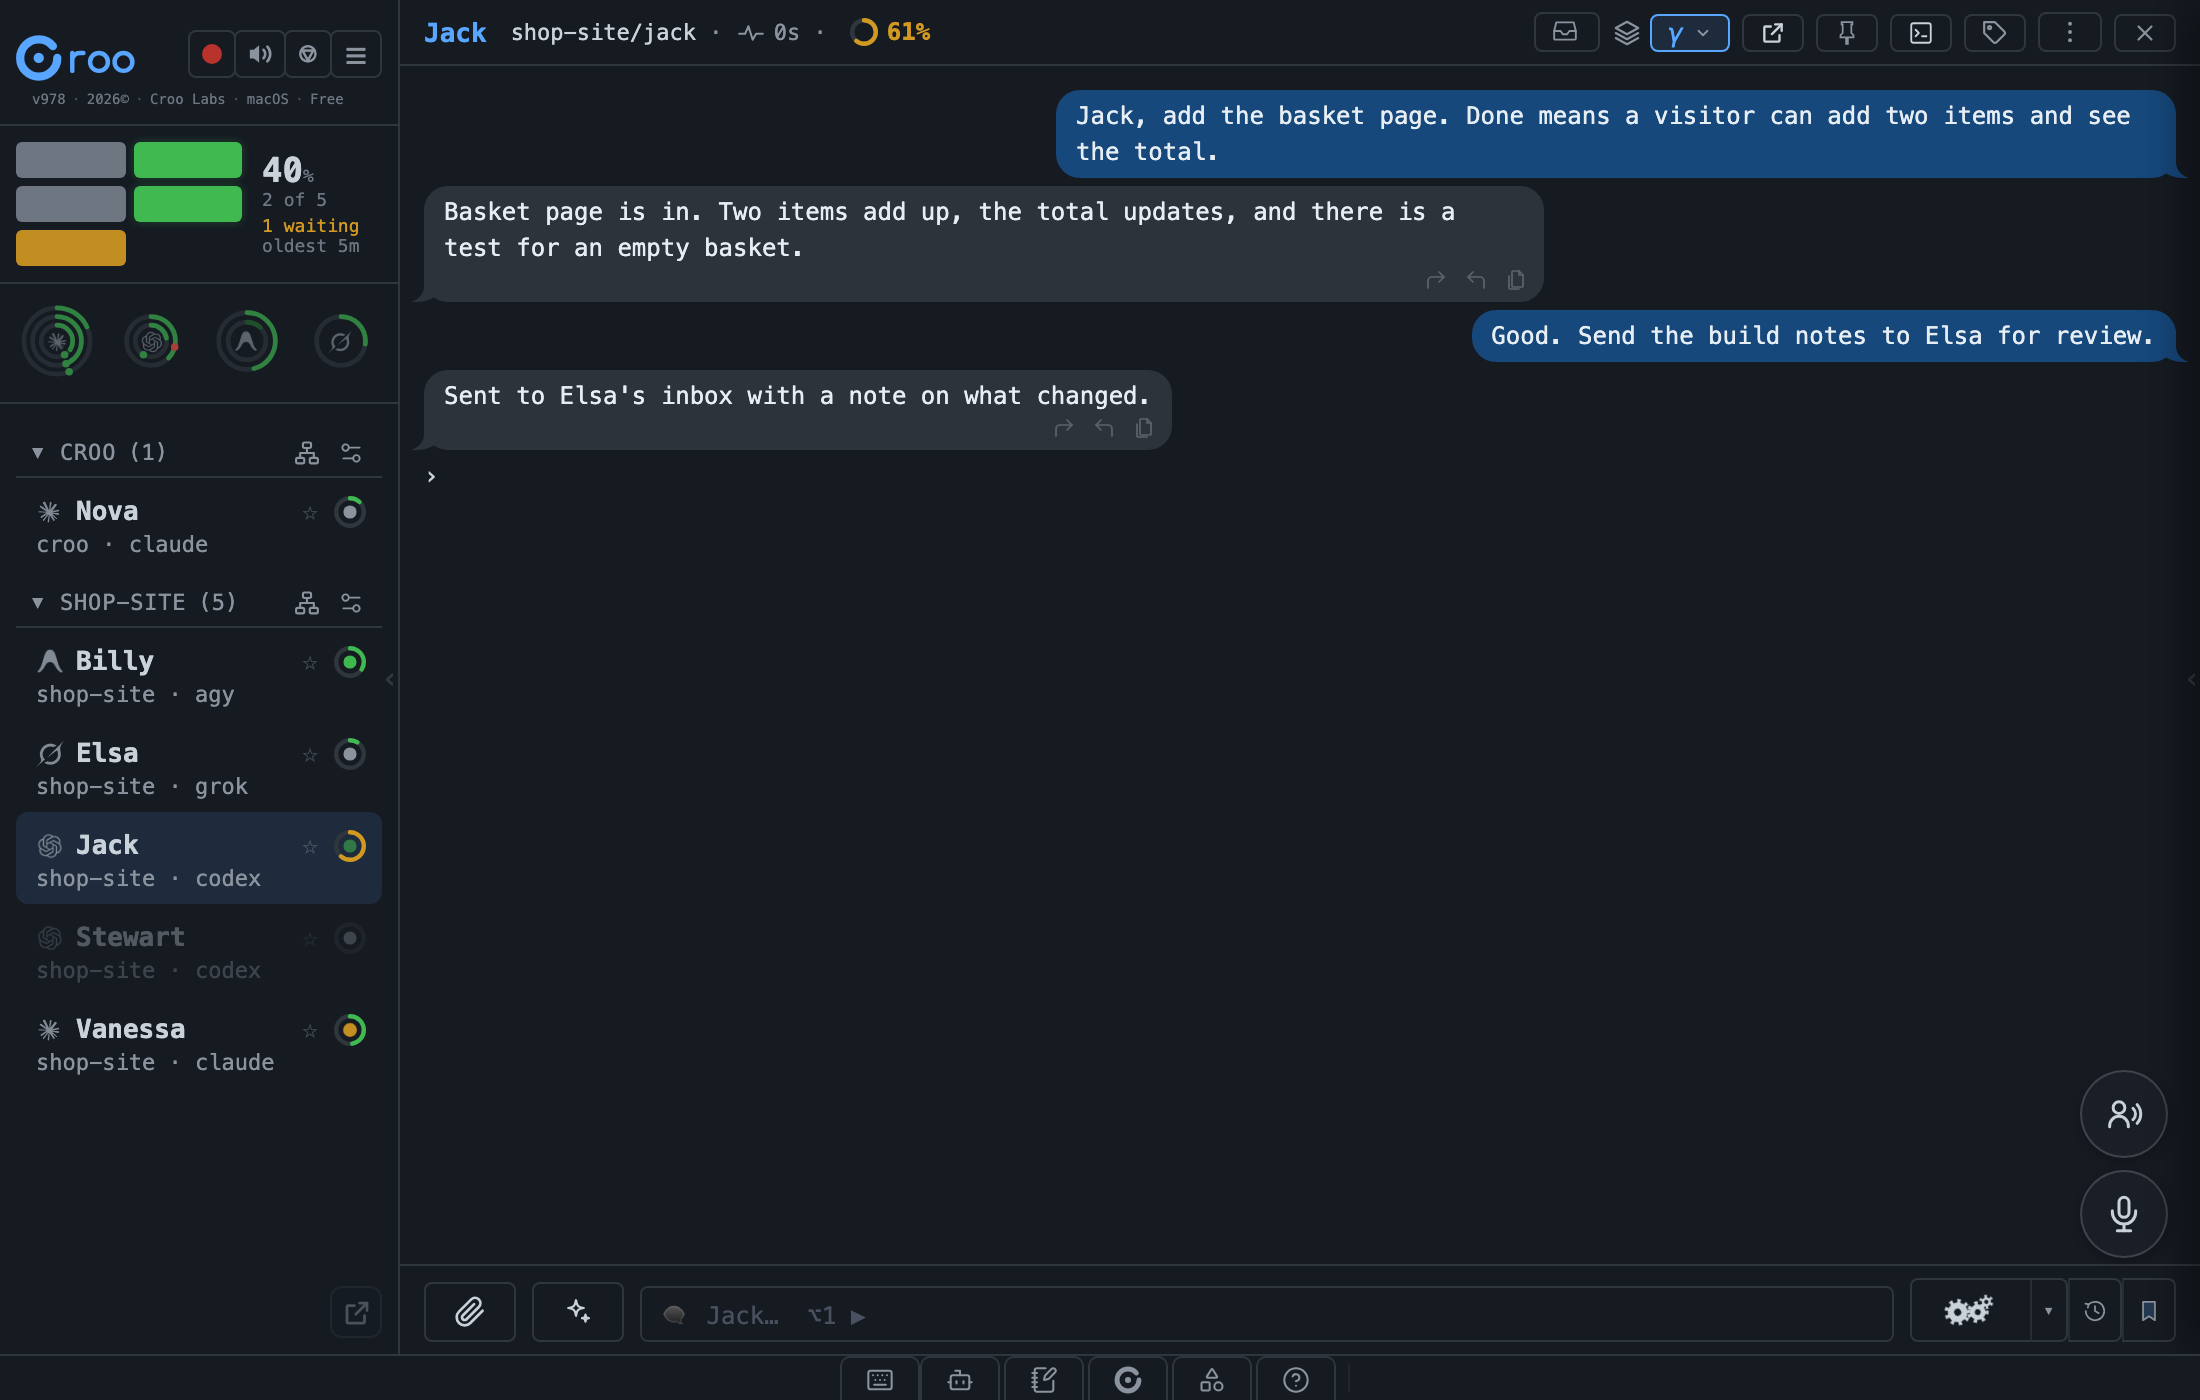 Croo
v978 · 2026© · Croo Labs · macOS · Free
40%
2 of 5
1 waiting
oldest 5m
▼ CROO (1)
Nova
croo · claude
▼ SHOP-SITE (5)
Billy
shop-site · agy
Elsa
shop-site · grok
Jack
shop-site · codex
Stewart
shop-site · codex
Vanessa
shop-site · claude
Jack shop-site/jack · 0s · 61%
γ
Jack, add the basket page. Done means a visitor can add two items and see
the total.
Basket page is in. Two items add up, the total updates, and there is a
test for an empty basket.
Good. Send the build notes to Elsa for review.
Sent to Elsa's inbox with a note on what changed.
›
Jack… ⌥1 ▶